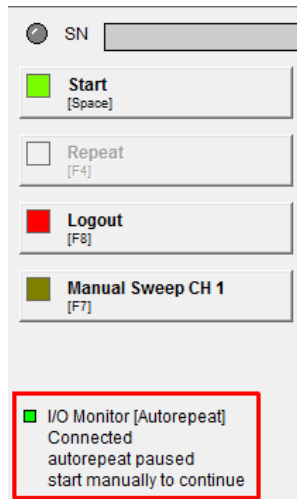 SN
Start
[Space]
Repeat
[F4]
Logout
[F8]
Manual Sweep CH 1
[F7]
I/O Monitor [Autorepeat]
Connected
autorepeat paused
start manually to continue